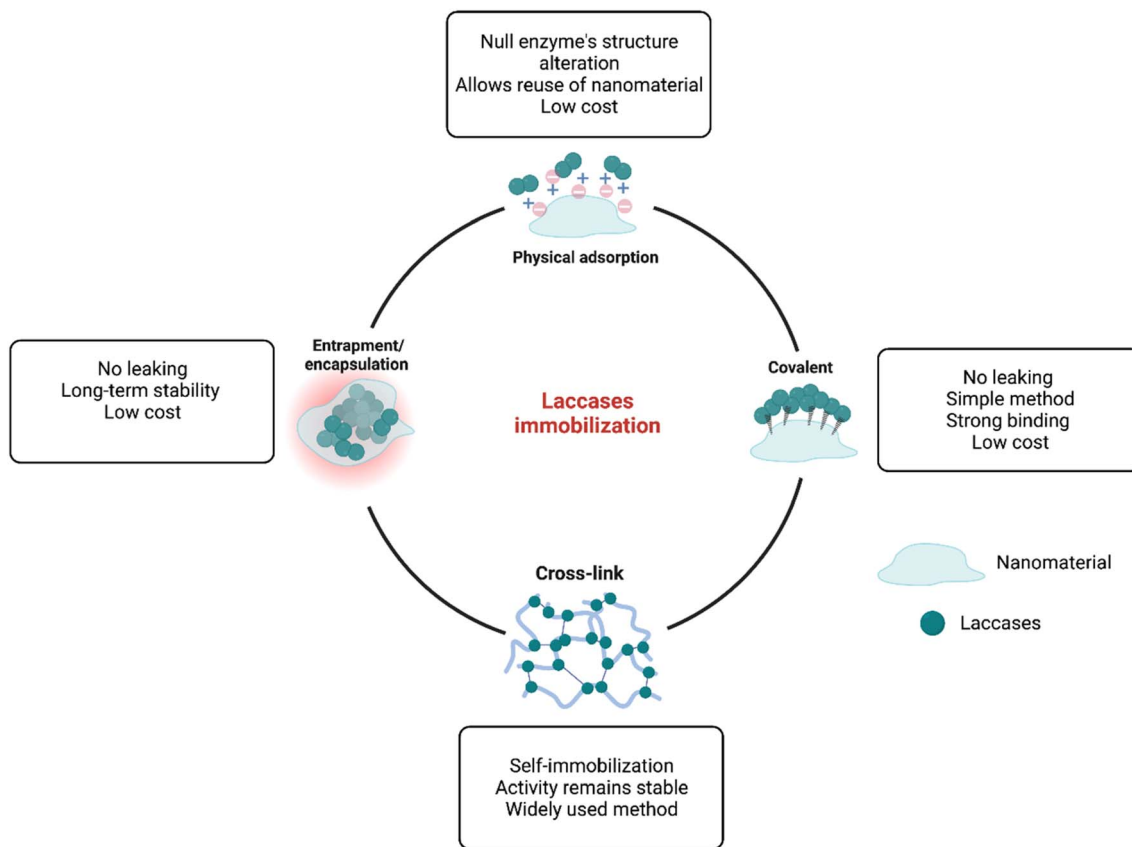 Null enzyme's structure
alteration
Allows reuse of nanomaterial
Low cost
Physical adsorption
Entrapment/
encapsulation
No leaking
Long-term stability
Low cost
Laccases
immobilization
Covalent
No leaking
Simple method
Strong binding
Low cost
Nanomaterial
Laccases
Cross-link
Self-immobilization
Activity remains stable
Widely used method